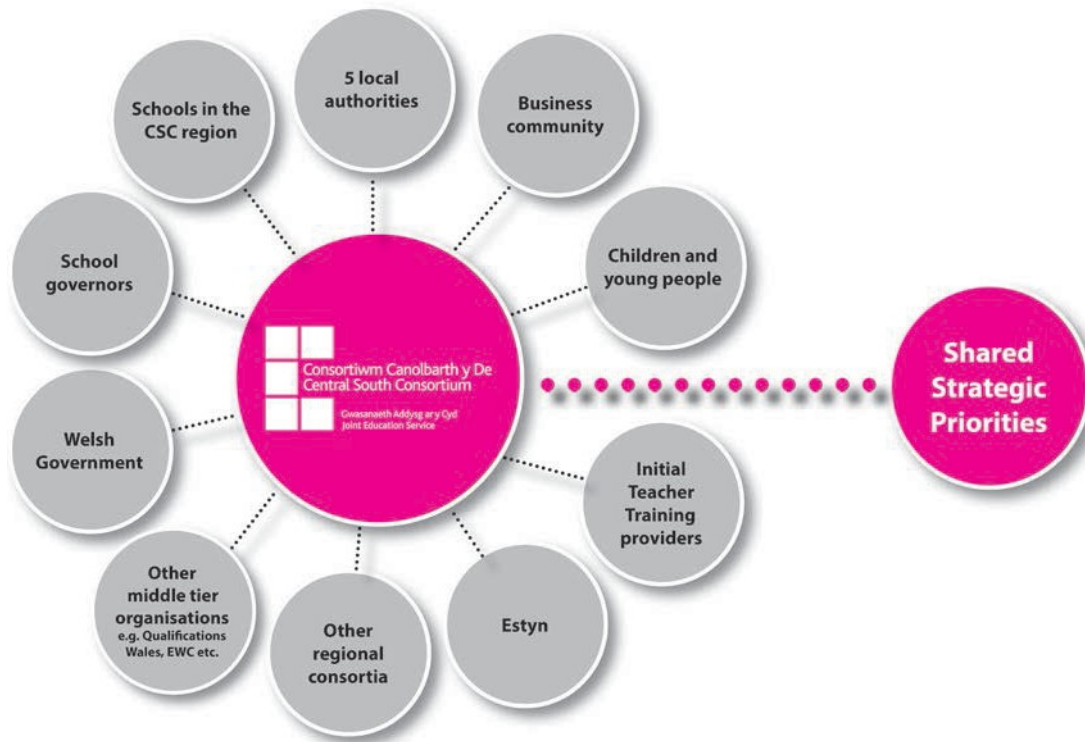 5 local
authorities
Business
community
Children and
young people
Initial
Teacher
Training
providers
Estyn
Other
regional
consortia
Other
middle tier
organisations
e.g. Qualifications
Wales, EWC etc.
Welsh
Government
School
governors
Schools in the
CSC region
Consortiwm Canolbarth y De
Central South Consortium
Gwasanaeth Addysg ar y Cyd
Joint Education Service
Shared
Strategic
Priorities